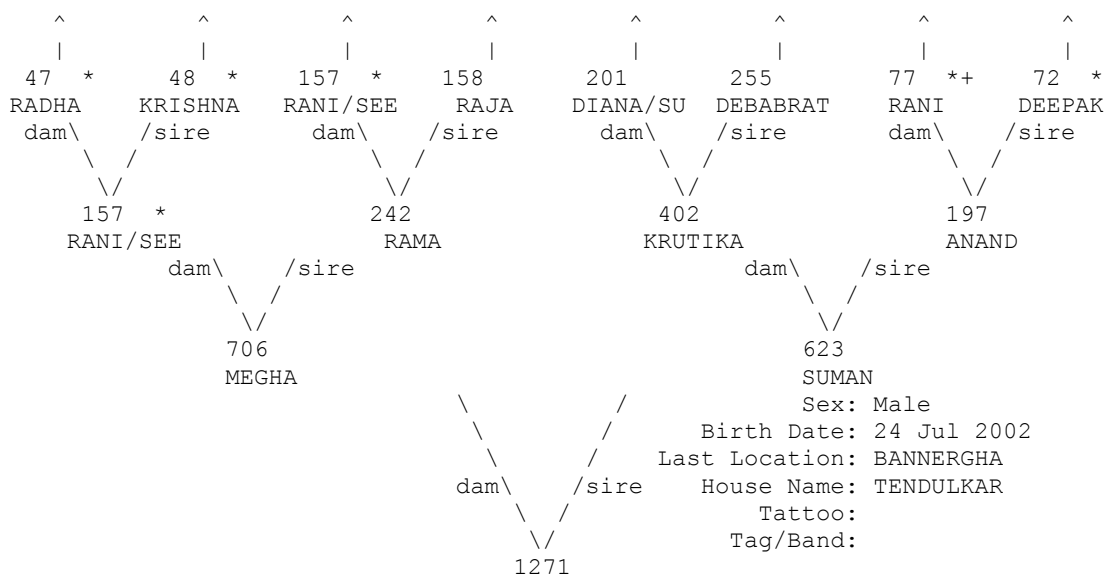 ^ ^ ^ ^ ^ ^ ^ ^
| | | | | | | |
47 * 48 * 157 * 158 201 255 77 *+ 72 *
RADHA KRISHNA RANI/SEE RAJA DIANA/SU DEBABRAT RANI DEEPAK
dam\ /sire dam\ /sire dam\ /sire dam\ /sire
\ / \ / \ / \ /
\/ \/ \/ \/
157 * 242 402 197
RANI/SEE RAMA KRUTIKA ANAND
dam\ /sire dam\ /sire
\ / \ /
\/ \/
706 623
MEGHA SUMAN
\ / Sex: Male
\ / Birth Date: 24 Jul 2002
\ / Last Location: BANNERGHA
dam\ /sire House Name: TENDULKAR
\ / Tattoo:
\/ Tag/Band:
1271